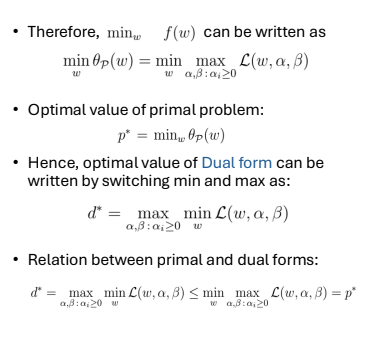 • Therefore, min_w f(w) can be written as
min_w θ_𝒫(w) = min_w max_{α,β : α_i≥0} ℒ(w, α, β)
• Optimal value of primal problem:
p* = min_w θ_𝒫(w)
• Hence, optimal value of Dual form can be
written by switching min and max as:
d* = max_{α,β : α_i≥0} min_w ℒ(w, α, β)
• Relation between primal and dual forms:
d* = max_{α,β : α_i≥0} min_w ℒ(w, α, β) ≤ min_w max_{α,β : α_i≥0} ℒ(w, α, β) = p*